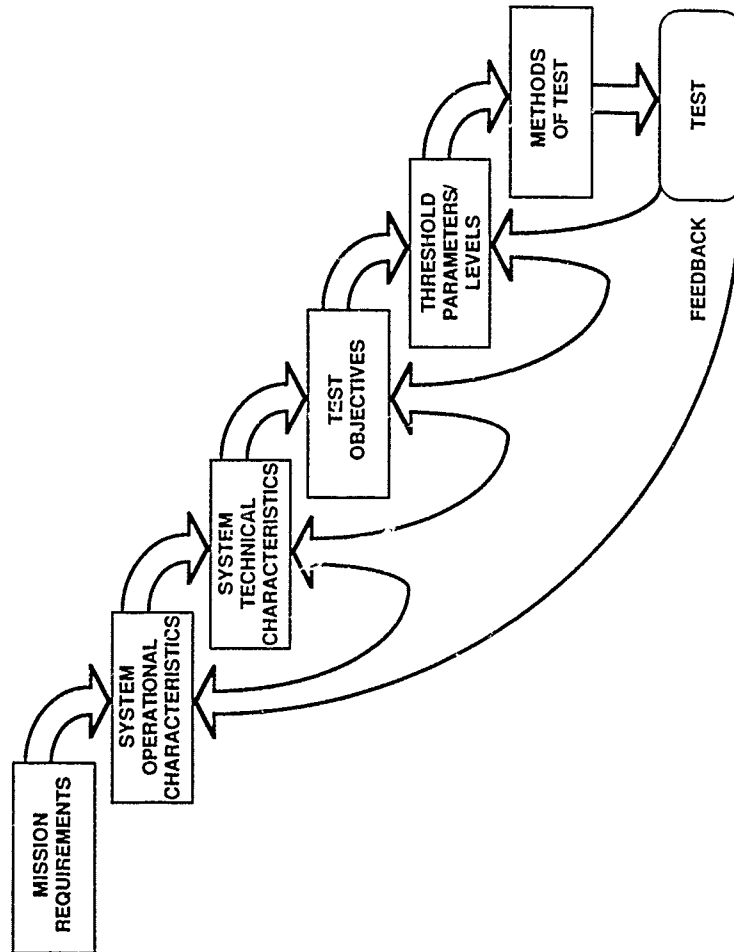 MISSION
REQUIREMENTS
SYSTEM
OPERATIONAL
CHARACTERISTICS
SYSTEM
TECHNICAL
CHARACTERISTICS
TEST
OBJECTIVES
THRESHOLD
PARAMETERS/
LEVELS
METHODS
OF TEST
TEST
FEEDBACK